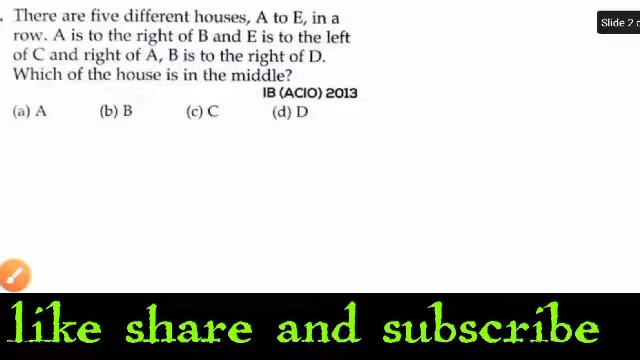 There are five different houses, A to E, in a
row. A is to the right of B and E is to the left
of C and right of A, B is to the right of D.
Which of the house is in the middle?
IB (ACIO) 2013
(a) A (b) B (c) C (d) D
Slide 2
like share and subscribe